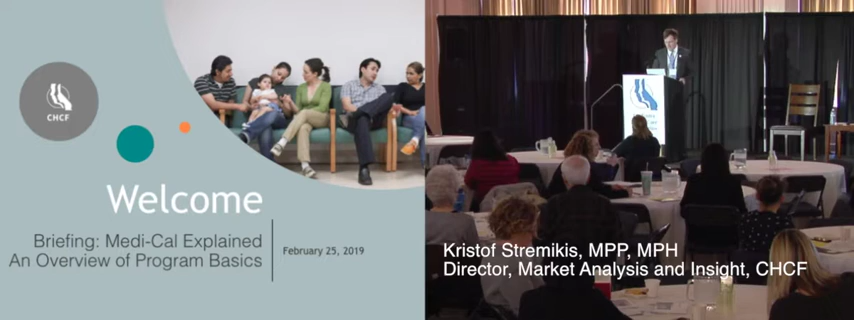 CHCF
Welcome
Briefing: Medi-Cal Explained
An Overview of Program Basics
February 25, 2019
Kristof Stremikis, MPP, MPH
Director, Market Analysis and Insight, CHCF